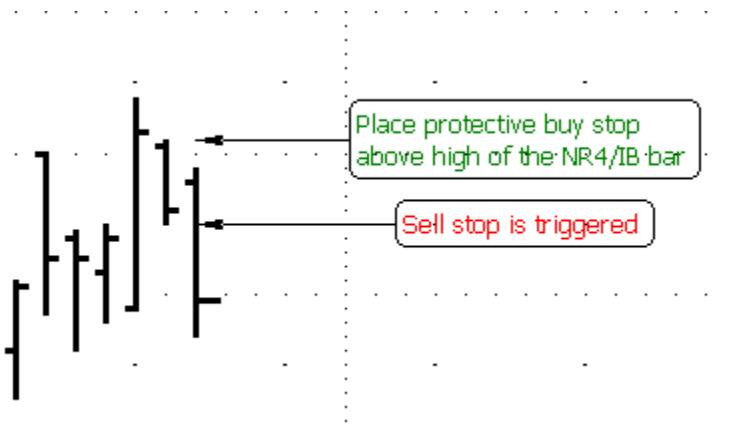 Place protective buy stop
above high of the NR4/IB bar
Sell stop is triggered